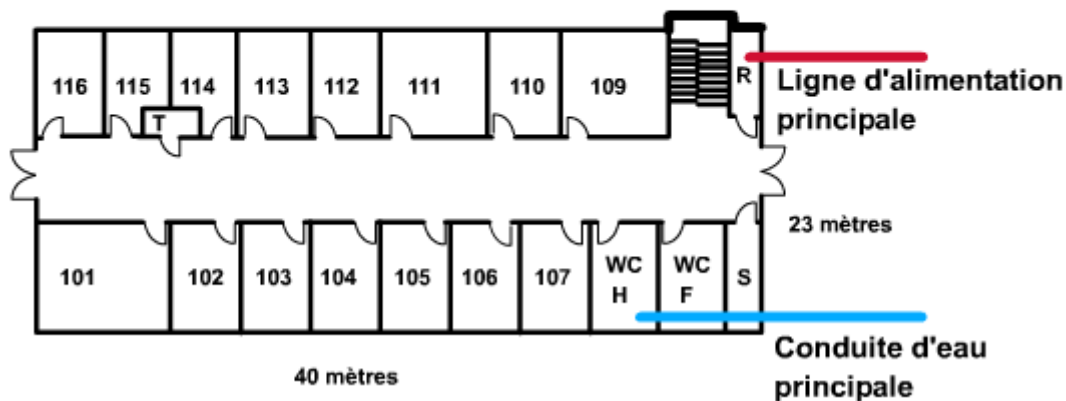 116 115 114 113 112 111 110 109 R
T
Ligne d'alimentation
principale
23 mètres
101 102 103 104 105 106 107 WC H WC F S
Conduite d'eau
principale
40 mètres